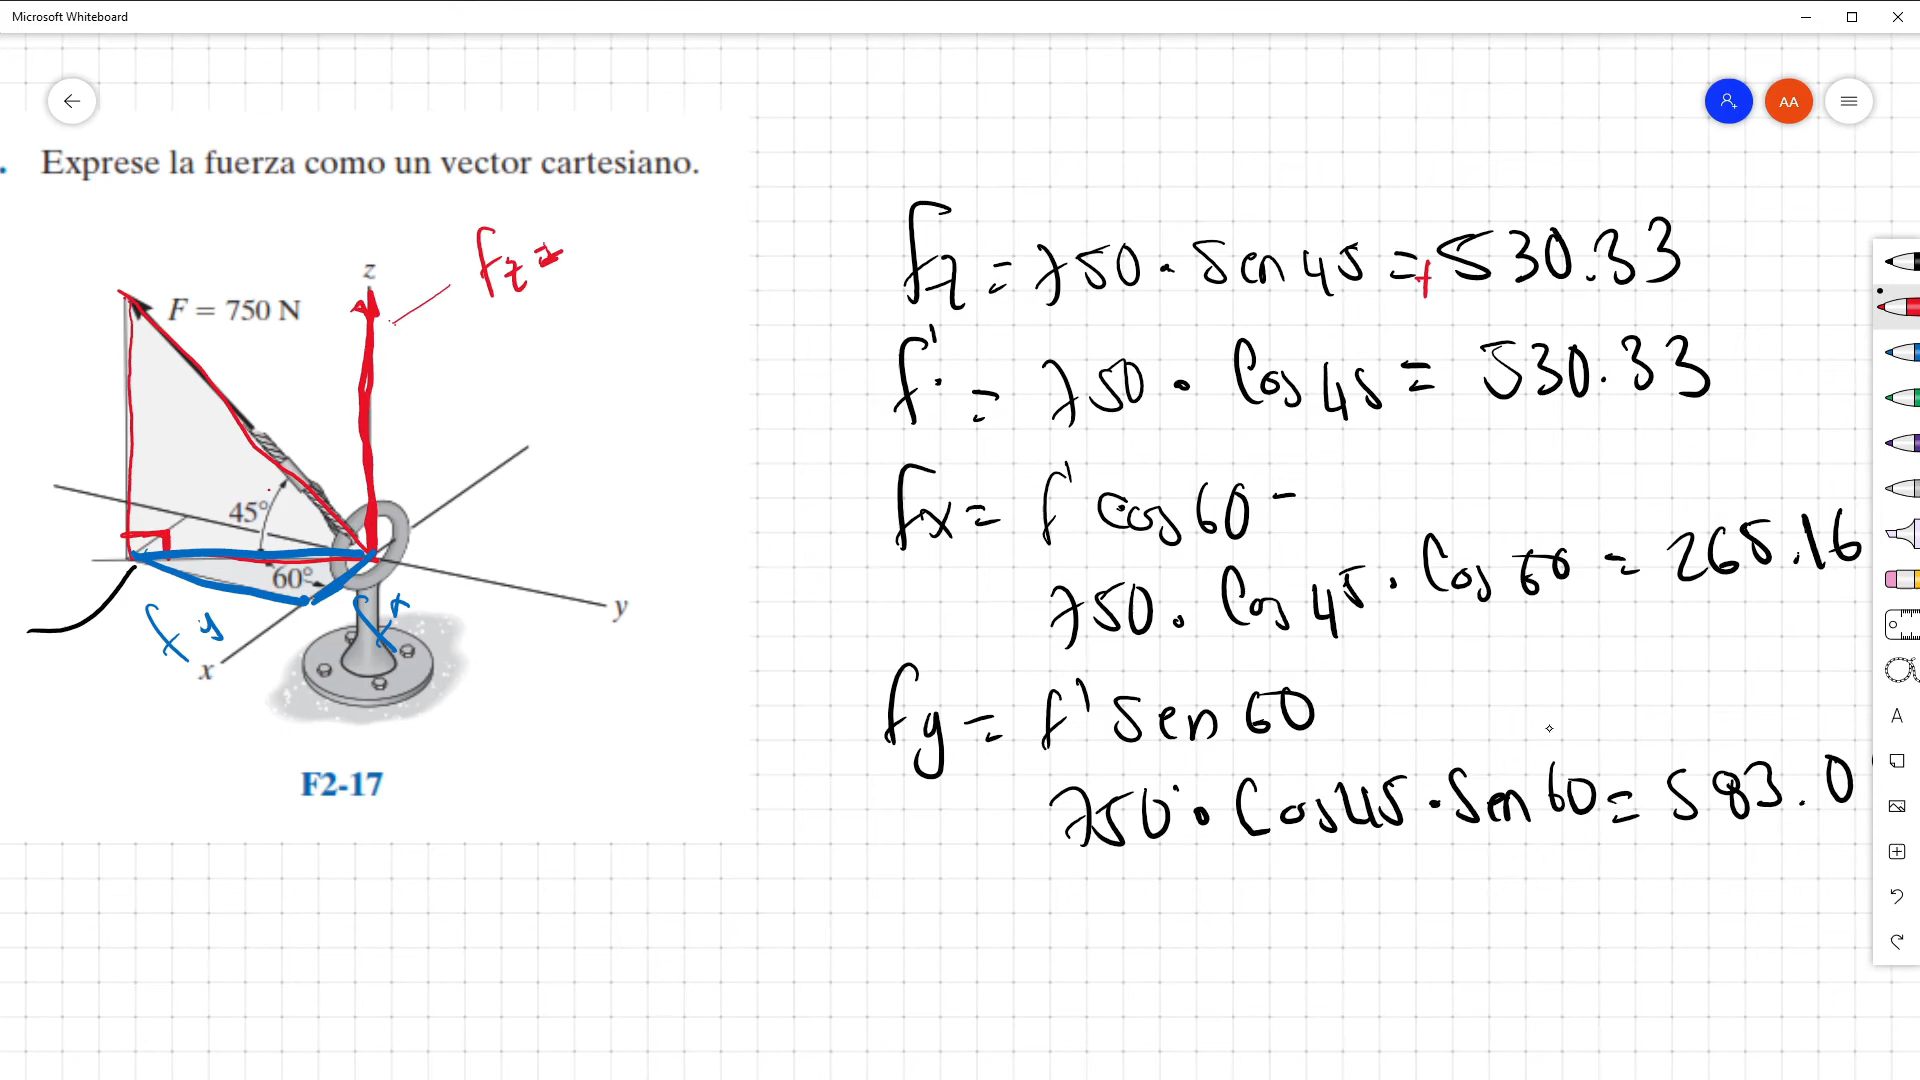 Microsoft Whiteboard
AA
Exprese la fuerza como un vector cartesiano.
fz =
z
F = 750 N
45°
60°
y
fy
fx
x
F2-17
fz = 750 · Sen 45 = +530.33
f' = 750 · Cos 45 = 530.33
fx = f' cos 60 =
750 · Cos 45 · Cos 60 = 265.16
fy = f' Sen 60
750 · Cos 45 · Sen 60 = 583.0
A